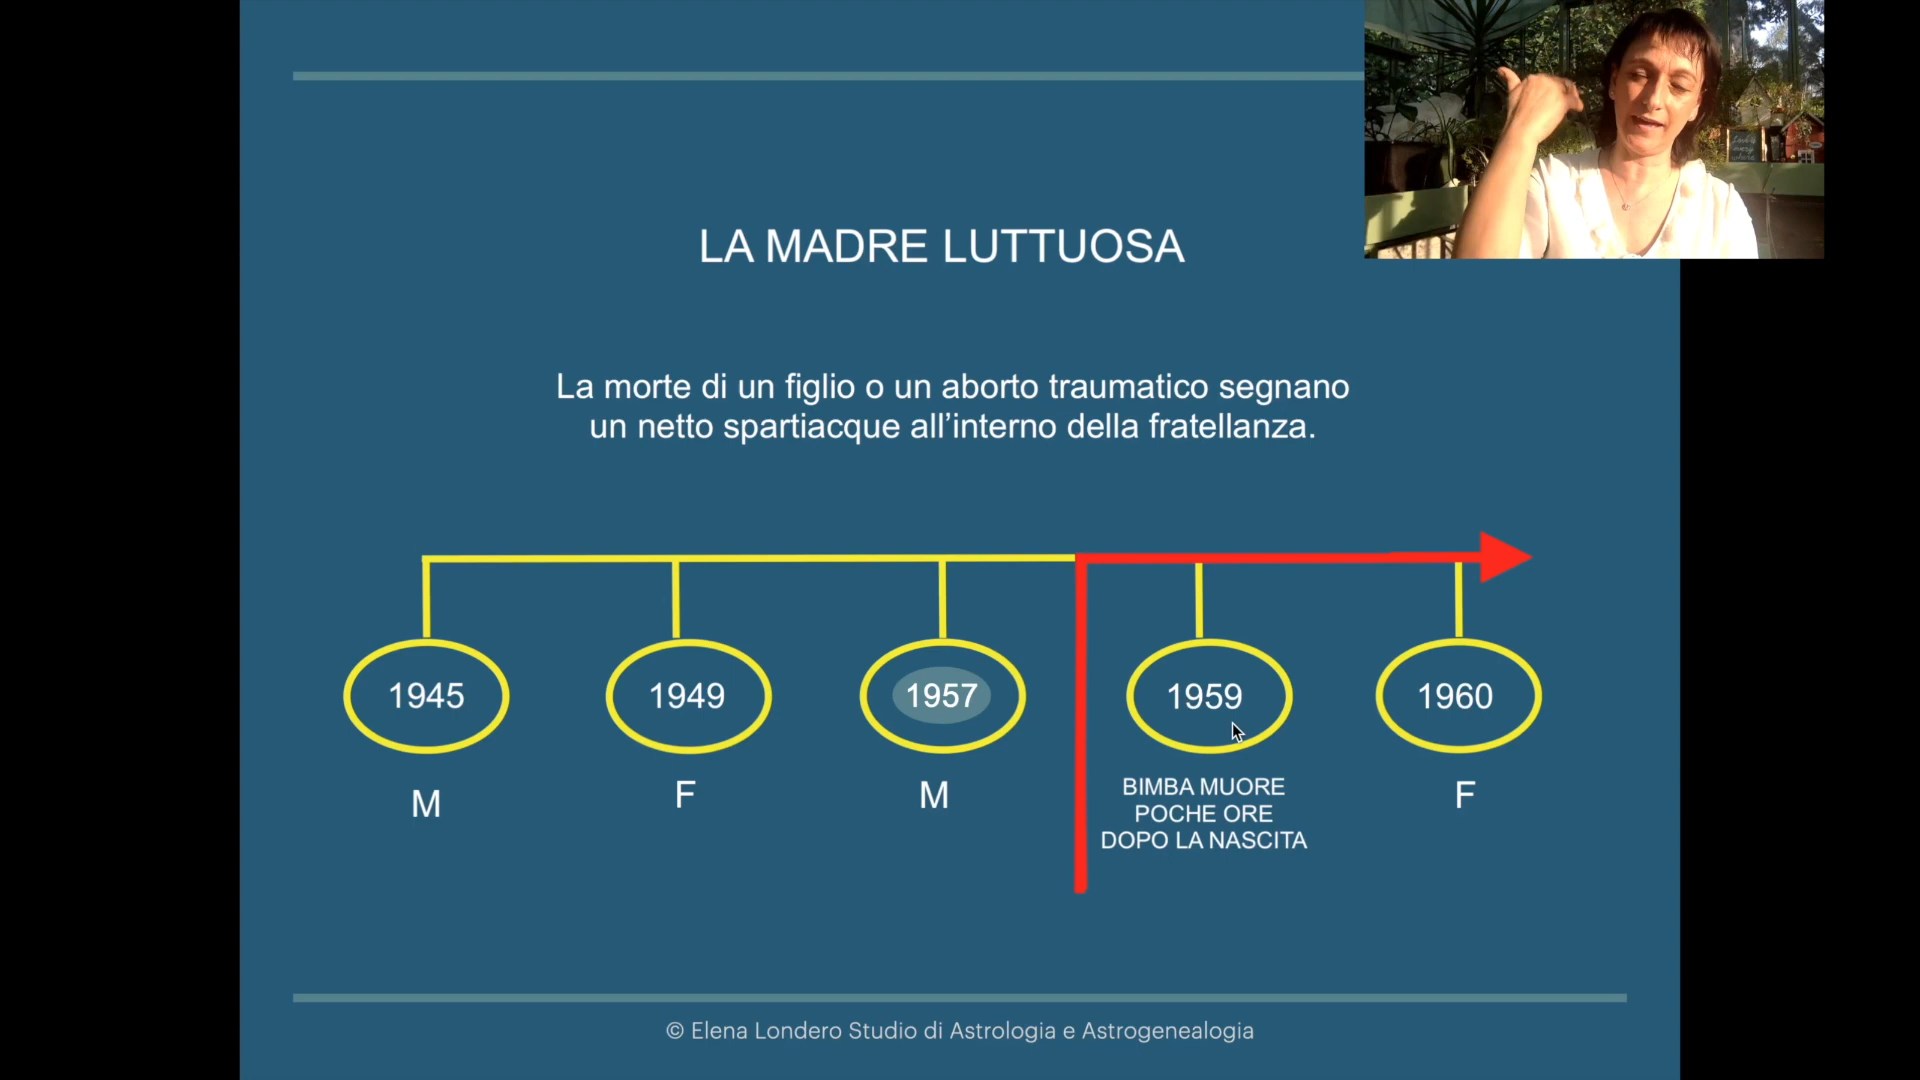 LA MADRE LUTTUOSA
La morte di un figlio o un aborto traumatico segnano
un netto spartiacque all’interno della fratellanza.
1945
1949
1957
1959
1960
M
F
M
BIMBA MUORE
POCHE ORE
DOPO LA NASCITA
F
© Elena Londero Studio di Astrologia e Astrogenealogia